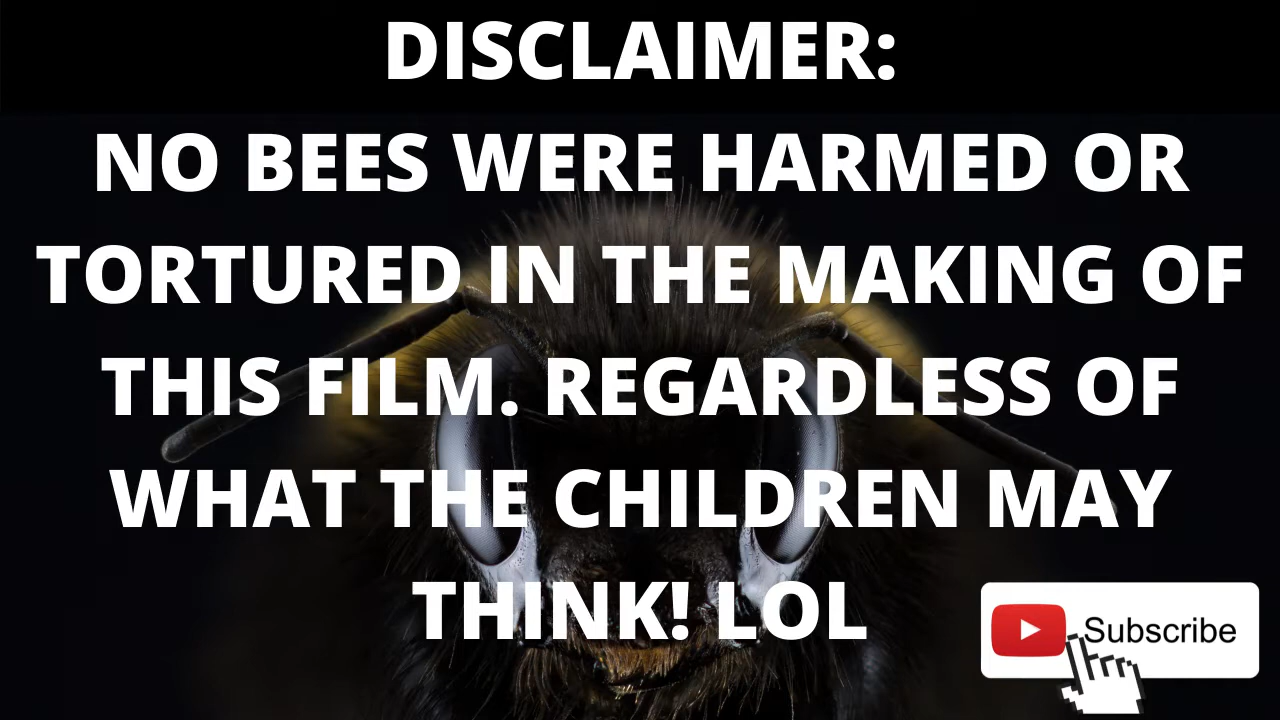 DISCLAIMER:
NO BEES WERE HARMED OR
TORTURED IN THE MAKING OF
THIS FILM. REGARDLESS OF
WHAT THE CHILDREN MAY
THINK! LOL
Subscribe